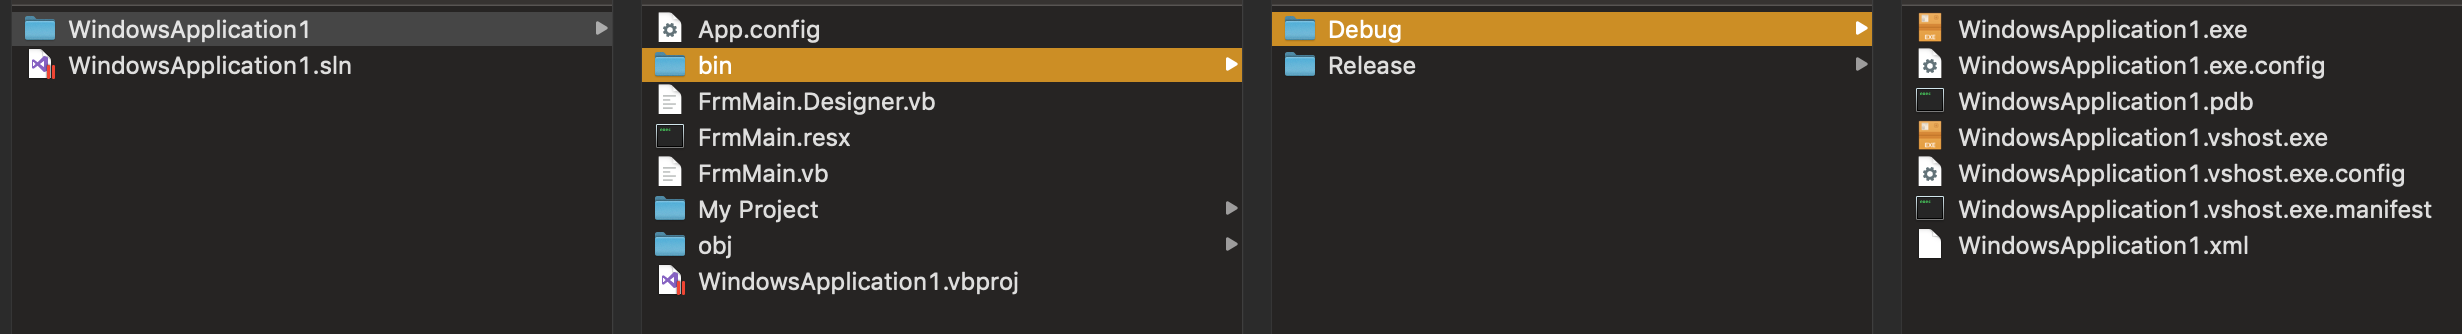 WindowsApplication1
WindowsApplication1.sln
App.config
bin
FrmMain.Designer.vb
FrmMain.resx
FrmMain.vb
My Project
obj
WindowsApplication1.vbproj
Debug
Release
WindowsApplication1.exe
WindowsApplication1.exe.config
WindowsApplication1.pdb
WindowsApplication1.vshost.exe
WindowsApplication1.vshost.exe.config
WindowsApplication1.vshost.exe.manifest
WindowsApplication1.xml